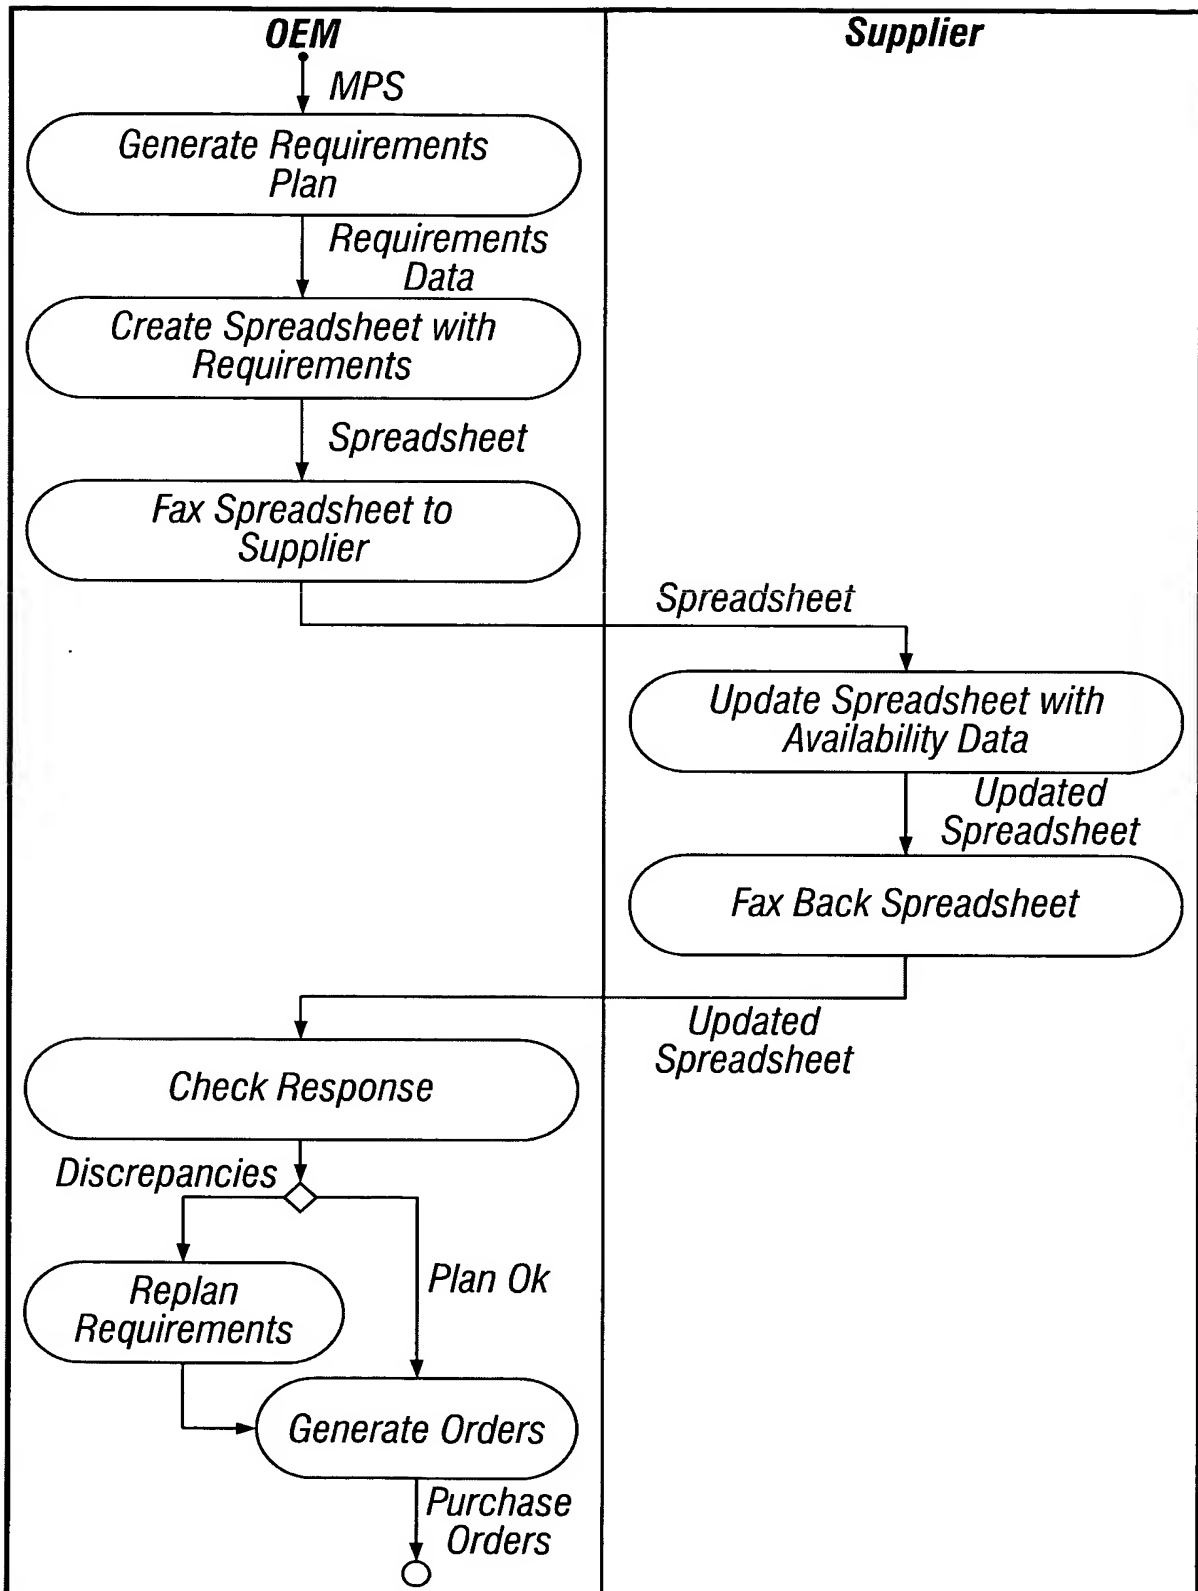 OEM
Supplier
MPS
Generate Requirements
Plan
Requirements
Data
Create Spreadsheet with
Requirements
Spreadsheet
Fax Spreadsheet to
Supplier
Spreadsheet
Update Spreadsheet with
Availability Data
Updated
Spreadsheet
Fax Back Spreadsheet
Updated
Spreadsheet
Check Response
Discrepancies
Replan
Requirements
Plan Ok
Generate Orders
Purchase
Orders